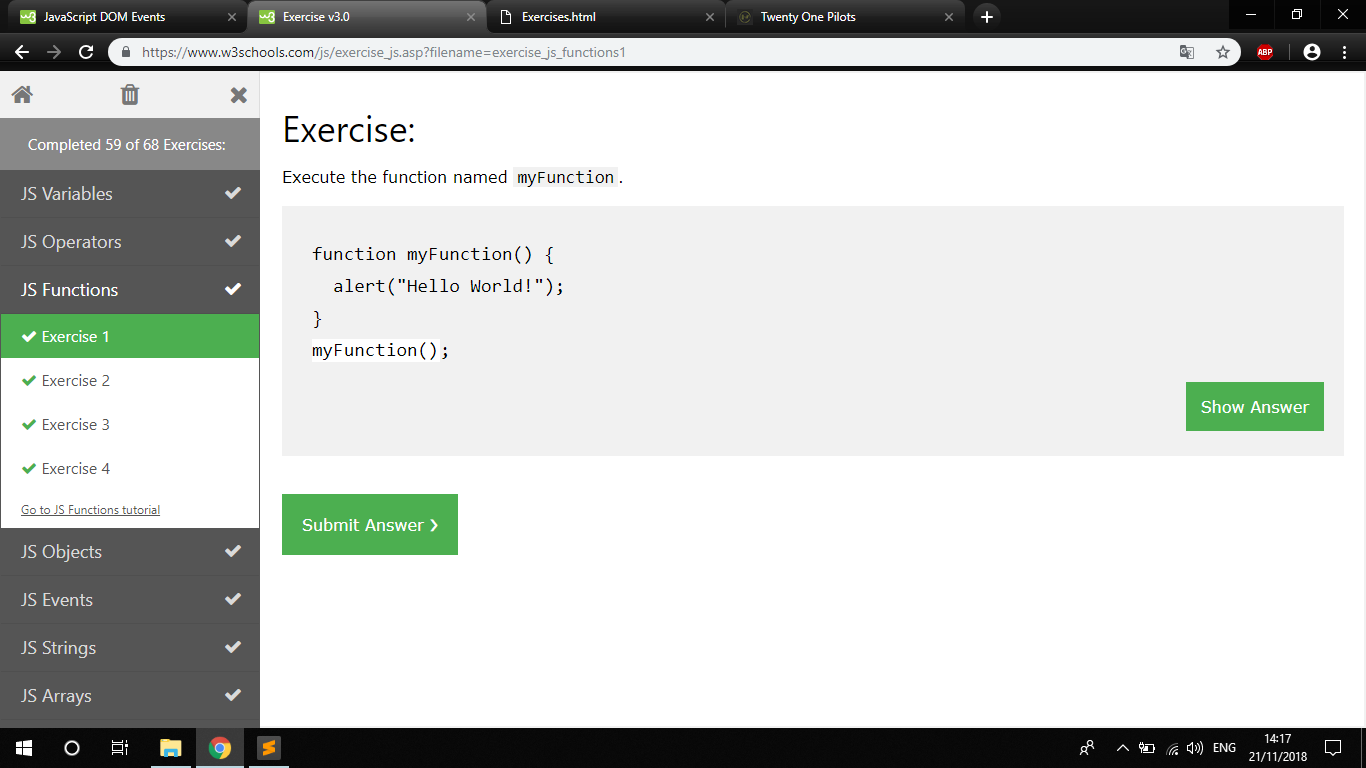 JavaScript DOM Events
Exercise v3.0
Exercises.html
Twenty One Pilots
https://www.w3schools.com/js/exercise_js.asp?filename=exercise_js_functions1
ABP
Completed 59 of 68 Exercises:
JS Variables
JS Operators
JS Functions
Exercise 1
Exercise 2
Exercise 3
Exercise 4
Go to JS Functions tutorial
JS Objects
JS Events
JS Strings
JS Arrays
Exercise:
Execute the function named myFunction.
function myFunction() {
alert("Hello World!");
}
myFunction();
Show Answer
Submit Answer ❯
ENG
14:17
21/11/2018